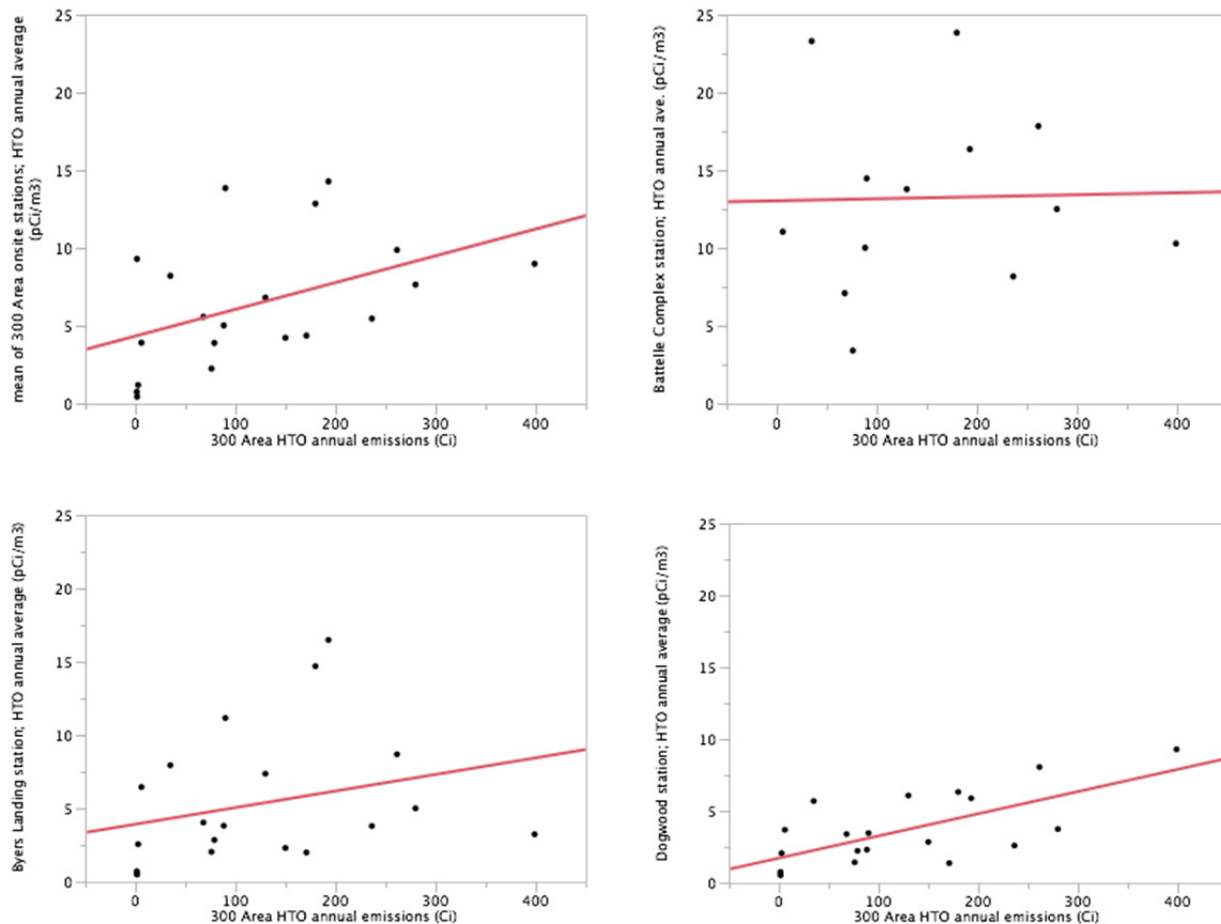 mean of 300 Area onsite stations; HTO annual average
(pCi/m3)
25
20
15
10
5
0
0 100 200 300 400
300 Area HTO annual emissions (Ci)
Battelle Complex station; HTO annual ave. (pCi/m3)
25
20
15
10
5
0
0 100 200 300 400
300 Area HTO annual emissions (Ci)
Byers Landing station; HTO annual average (pCi/m3)
25
20
15
10
5
0
0 100 200 300 400
300 Area HTO annual emissions (Ci)
Dogwood station; HTO annual average (pCi/m3)
25
20
15
10
5
0
0 100 200 300 400
300 Area HTO annual emissions (Ci)